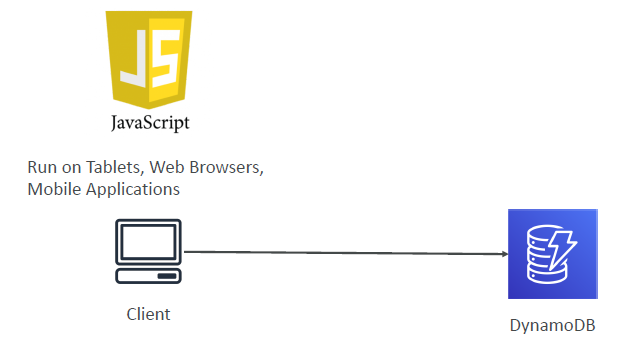 JS
JavaScript
Run on Tablets, Web Browsers,
Mobile Applications
Client
DynamoDB